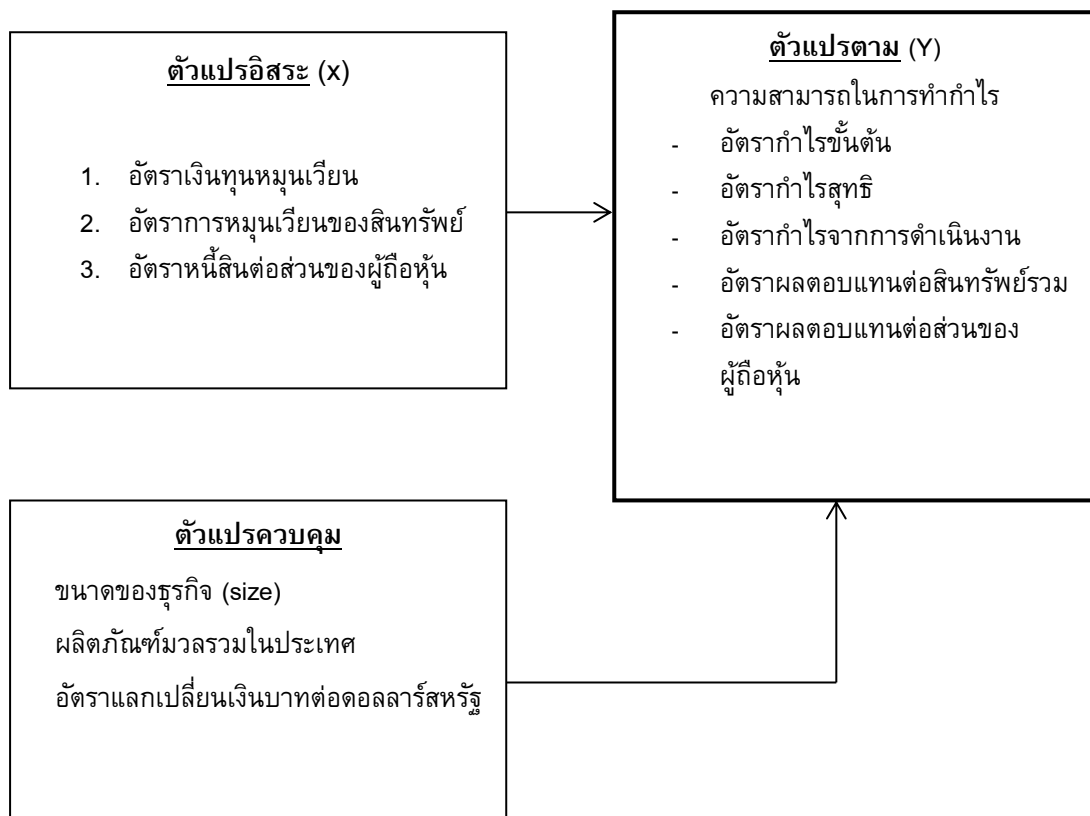 ตัวแปรอิสระ (x)
1. อัตราเงินทุนหมุนเวียน
2. อัตราการหมุนเวียนของสินทรัพย์
3. อัตราหนี้สินต่อส่วนของผู้ถือหุ้น
ตัวแปรตาม (Y)
ความสามารถในการทำกำไร
- อัตรากำไรขั้นต้น
- อัตรากำไรสุทธิ
- อัตรากำไรจากการดำเนินงาน
- อัตราผลตอบแทนต่อสินทรัพย์รวม
- อัตราผลตอบแทนต่อส่วนของ
ผู้ถือหุ้น
ตัวแปรควบคุม
ขนาดของธุรกิจ (size)
ผลิตภัณฑ์มวลรวมในประเทศ
อัตราแลกเปลี่ยนเงินบาทต่อดอลลาร์สหรัฐ